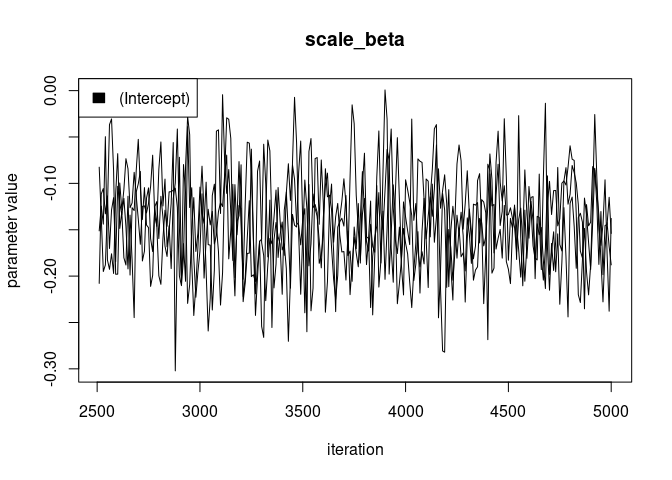 scale_beta
(Intercept)
0.00
-0.10
-0.20
-0.30
parameter value
2500 3000 3500 4000 4500 5000
iteration